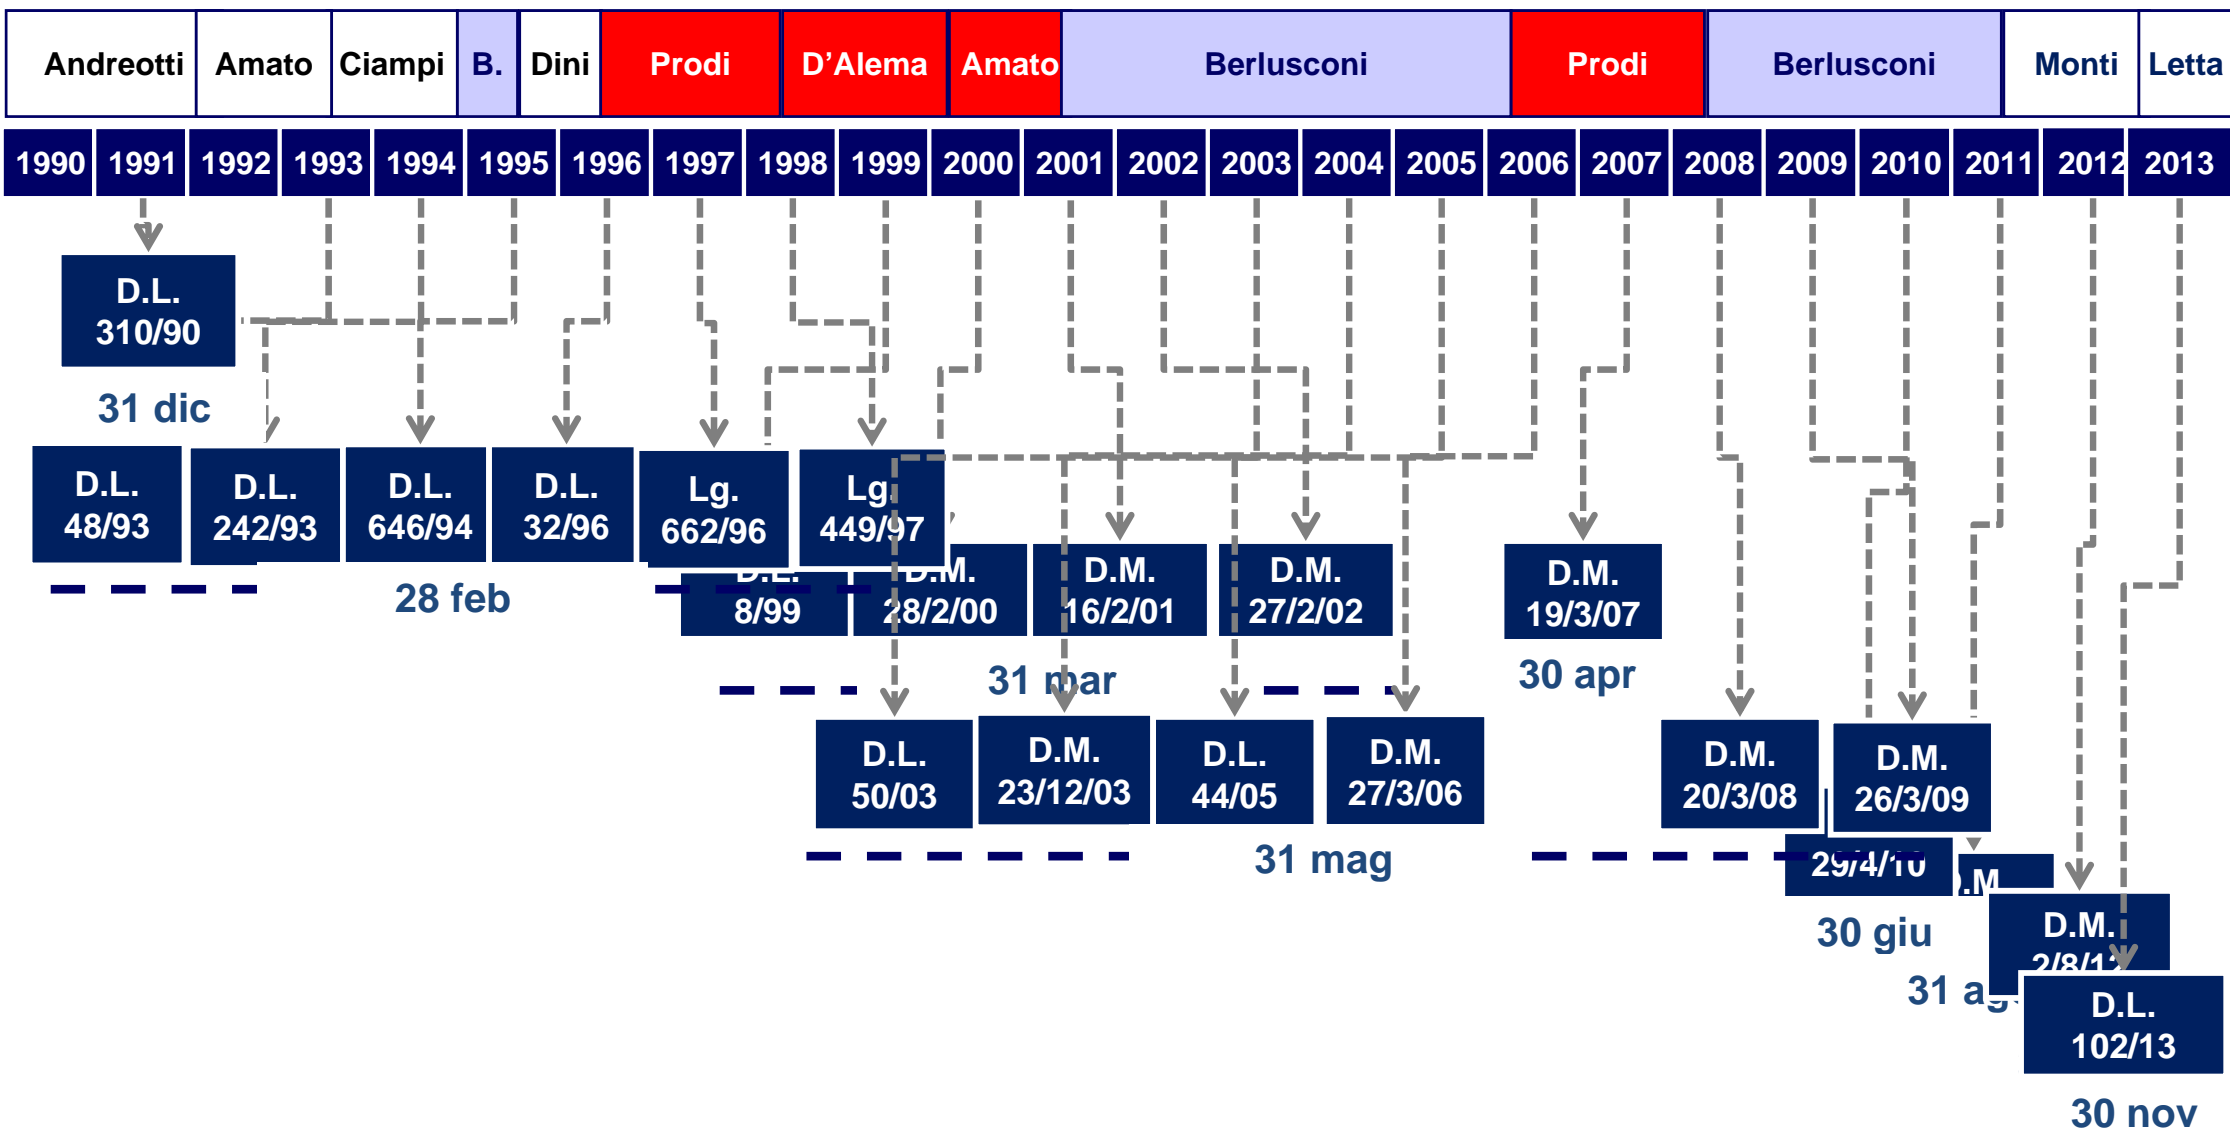 Andreotti Amato Ciampi B. Dini Prodi D'Alema Amato Berlusconi Prodi Berlusconi Monti Letta
1990 1991 1992 1993 1994 1995 1996 1997 1998 1999 2000 2001 2002 2003 2004 2005 2006 2007 2008 2009 2010 2011 2012 2013
D.L.
310/90
31 dic
D.L.
48/93
D.L.
242/93
D.L.
646/94
D.L.
32/96
Lg.
662/96
Lg.
449/97
28 feb
D.L.
8/99
D.M.
28/2/00
D.M.
16/2/01
D.M.
27/2/02
31 mar
D.M.
19/3/07
30 apr
D.L.
50/03
D.M.
23/12/03
D.L.
44/05
D.M.
27/3/06
31 mag
D.M.
20/3/08
D.M.
26/3/09
29/4/10
30 giu
D.M.
2/8/12
31
D.L.
102/13
30 nov